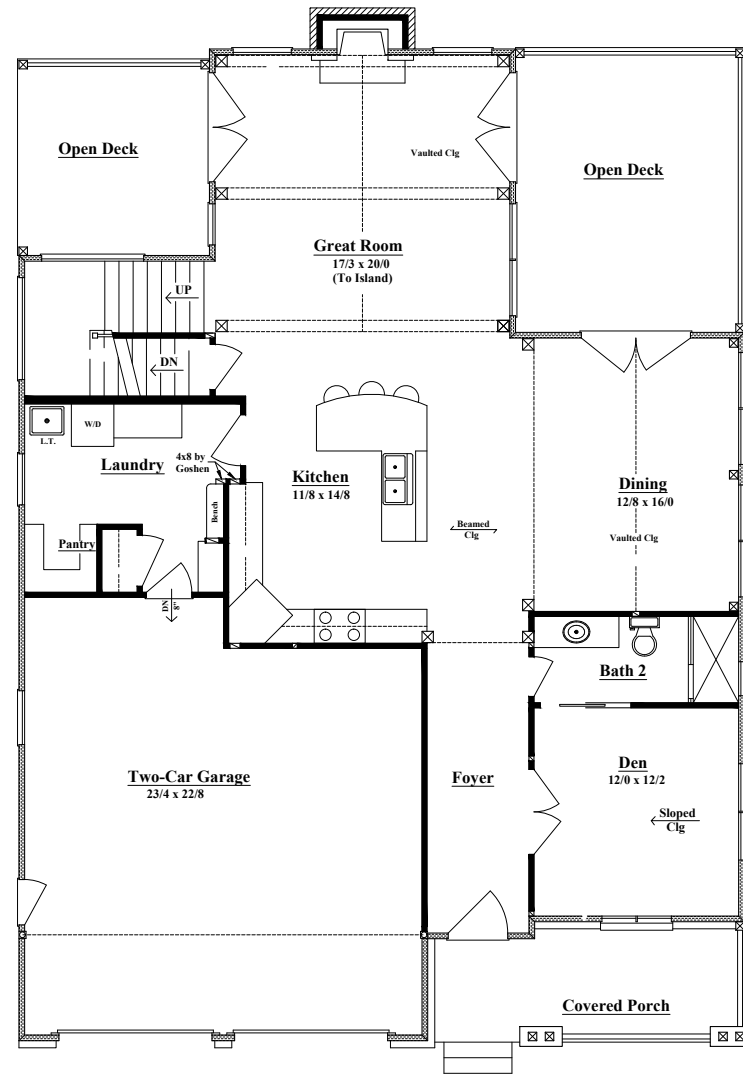 Open Deck
Vaulted Clg
Open Deck
Great Room
17/3 x 20/0
(To Island)
UP
DN
W/D
L.T.
Laundry
4x8 by
Goshen
Kitchen
11/8 x 14/8
Dining
12/8 x 16/0
Bench
Beamed
Clg
Vaulted Clg
Pantry
DN
8"
Bath 2
Two-Car Garage
23/4 x 22/8
Foyer
Den
12/0 x 12/2
Sloped
Clg
Covered Porch